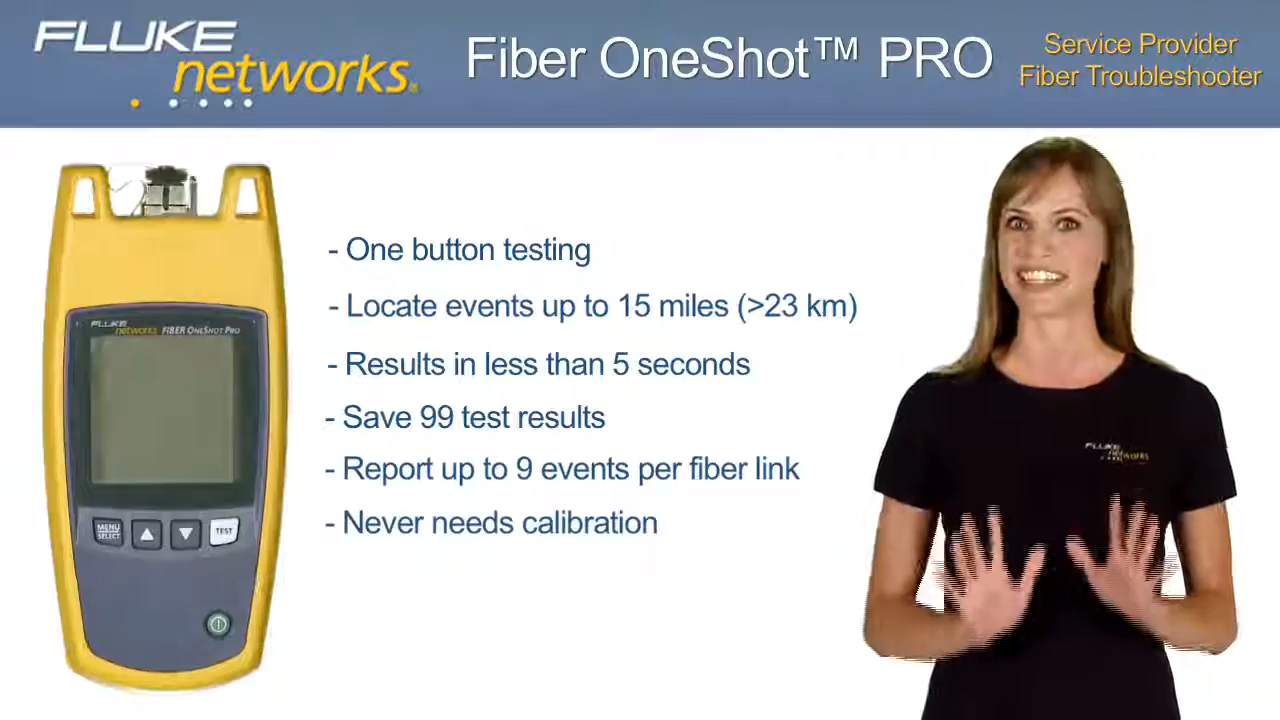 FLUKE
networks®
Fiber OneShot™ PRO
Service Provider
Fiber Troubleshooter
FLUKE
networks FIBER ONESHOT PRO
- One button testing
- Locate events up to 15 miles (>23 km)
- Results in less than 5 seconds
- Save 99 test results
- Report up to 9 events per fiber link
- Never needs calibration
MENU
SELECT
TEST
FLUKE
networks